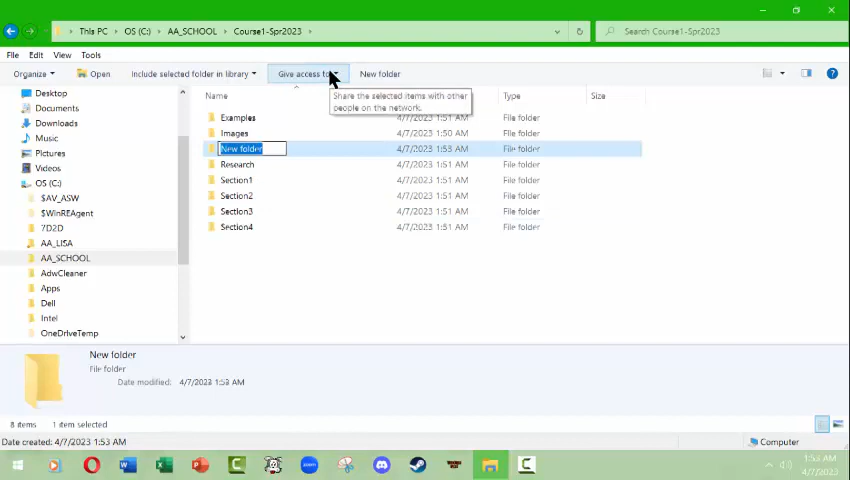 This PC > OS (C:) > AA_SCHOOL > Course1-Spr2023 >
Search Course1-Spr2023
File Edit View Tools
Organize Open Include selected folder in library Give access to New folder
Share the selected items with other
people on the network.
Name Type Size
Desktop
Documents
Downloads
Music
Pictures
Videos
OS (C:)
$AV_ASW
$WinREAgent
7D2D
AA_LISA
AA_SCHOOL
AdwCleaner
Apps
Dell
Intel
OneDriveTemp
Examples 4/7/2023 1:51 AM File folder
Images 4/7/2023 1:50 AM File folder
New folder 4/7/2023 1:53 AM File folder
Research 4/7/2023 1:51 AM File folder
Section1 4/7/2023 1:51 AM File folder
Section2 4/7/2023 1:51 AM File folder
Section3 4/7/2023 1:51 AM File folder
Section4 4/7/2023 1:51 AM File folder
New folder
File folder
Date modified: 4/7/2023 1:53 AM
8 items 1 item selected
Date created: 4/7/2023 1:53 AM
Computer
zoom
1:53 AM
4/7/2023